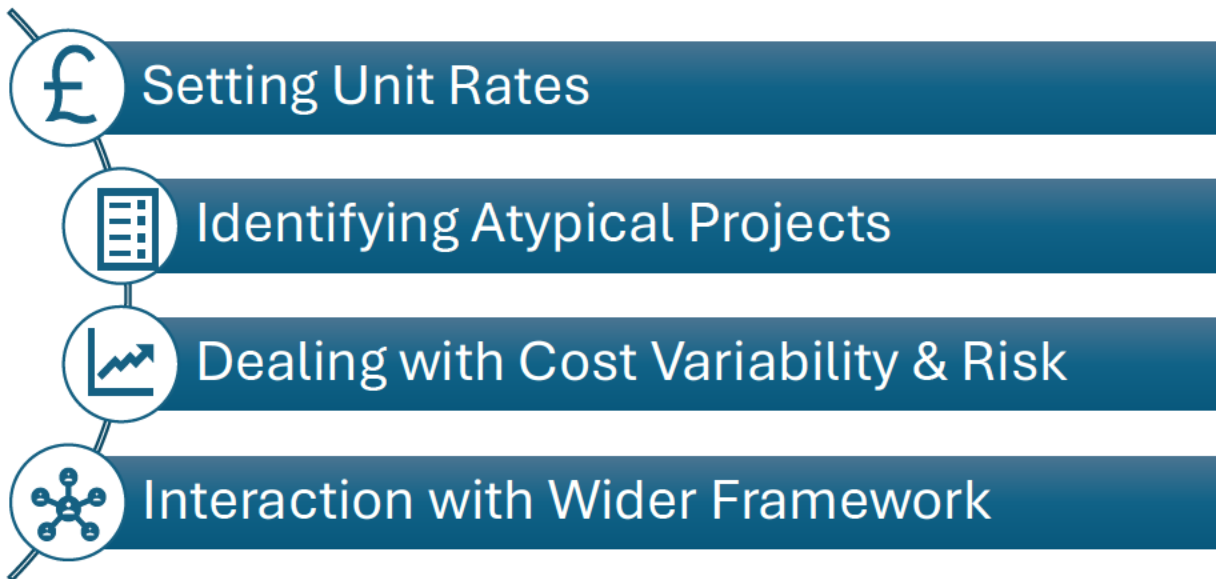 £
Setting Unit Rates
Identifying Atypical Projects
Dealing with Cost Variability & Risk
Interaction with Wider Framework